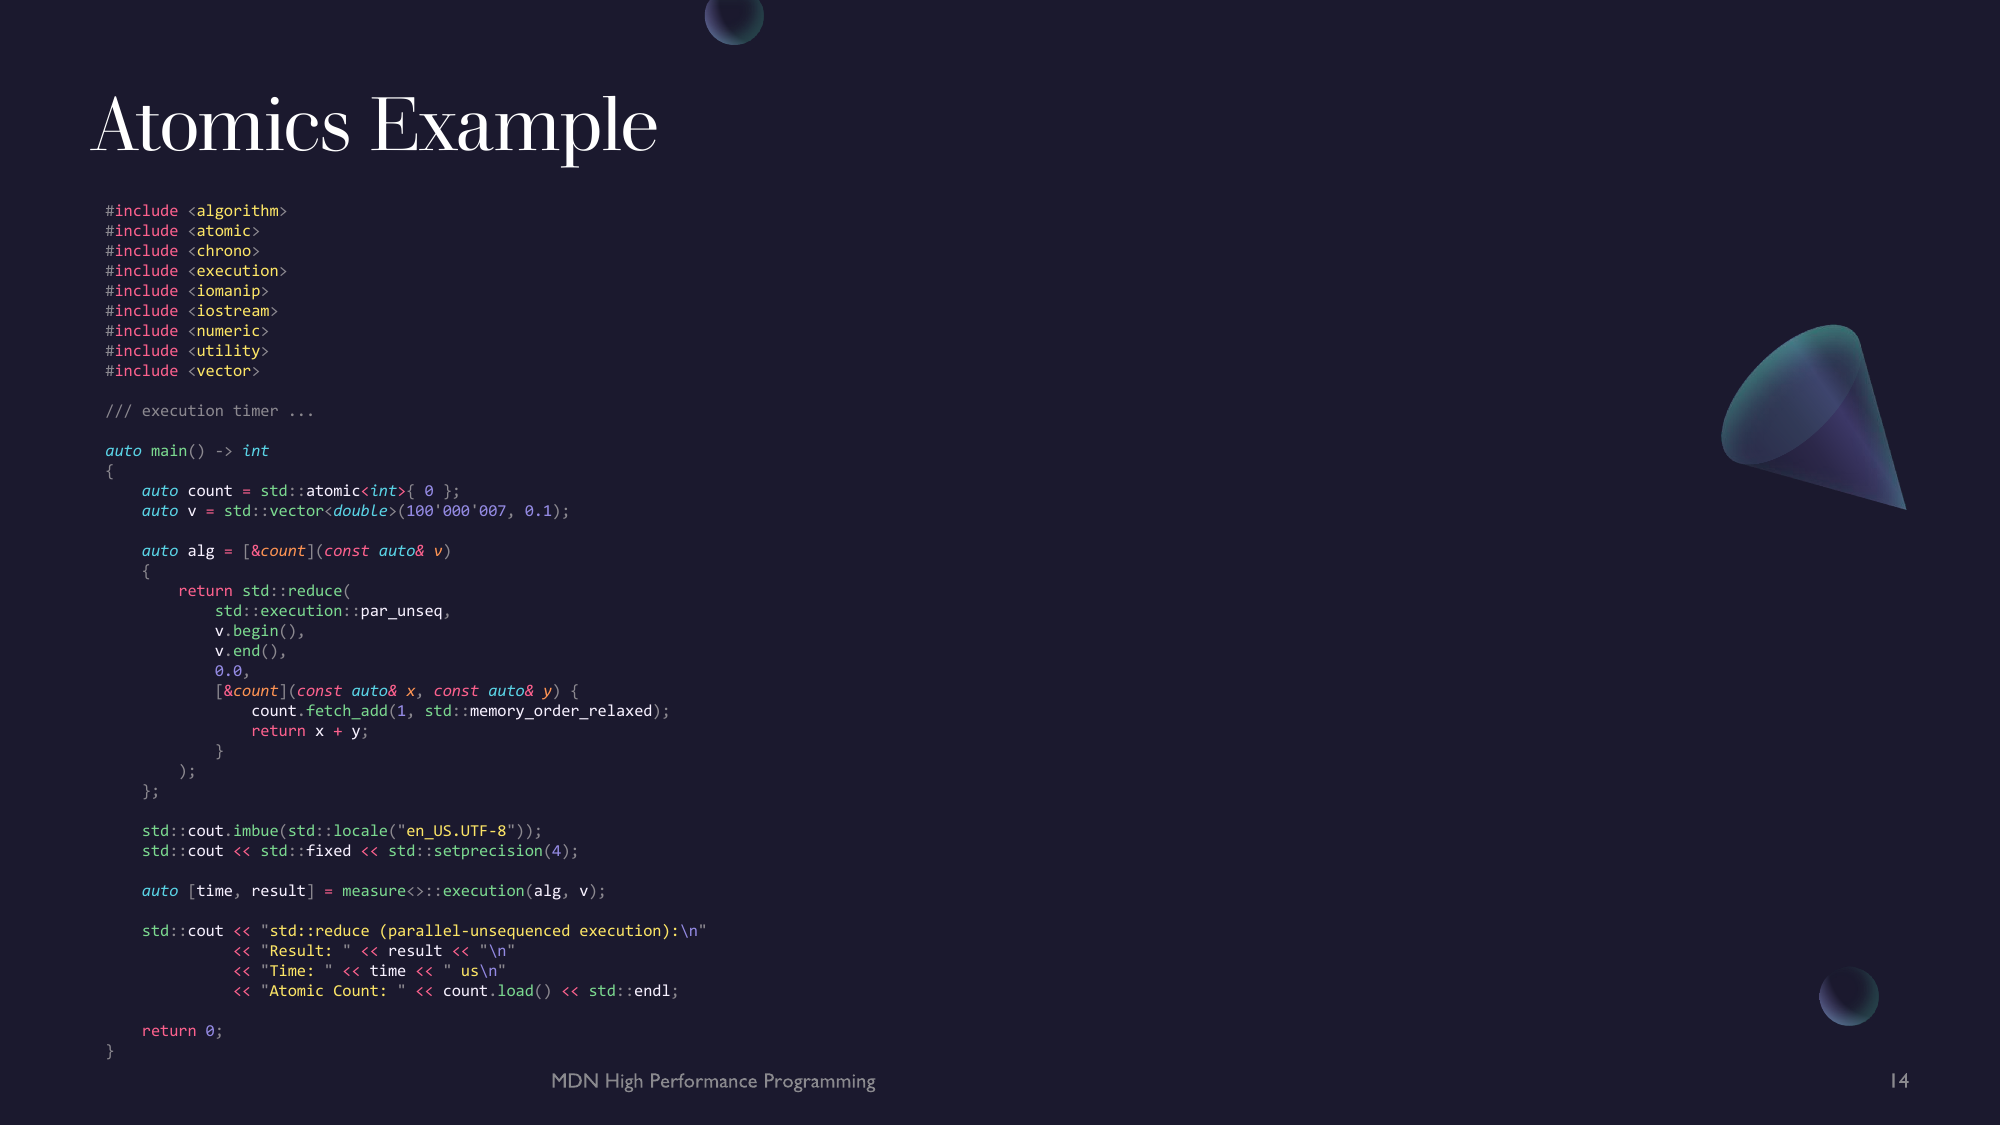 Atomics Example
#include <algorithm>
#include <atomic>
#include <chrono>
#include <execution>
#include <iomanip>
#include <iostream>
#include <numeric>
#include <utility>
#include <vector>
/// execution timer ...
auto main() -> int
{
    auto count = std::atomic<int>{ 0 };
    auto v = std::vector<double>(100'000'007, 0.1);
    auto alg = [&count](const auto& v)
    {
        return std::reduce(
            std::execution::par_unseq,
            v.begin(),
            v.end(),
            0.0,
            [&count](const auto& x, const auto& y) {
                count.fetch_add(1, std::memory_order_relaxed);
                return x + y;
            }
        );
    };
    std::cout.imbue(std::locale("en_US.UTF-8"));
    std::cout << std::fixed << std::setprecision(4);
    auto [time, result] = measure<>::execution(alg, v);
    std::cout << "std::reduce (parallel-unsequenced execution):\n"
              << "Result: " << result << "\n"
              << "Time: " << time << " us\n"
              << "Atomic Count: " << count.load() << std::endl;
    return 0;
}
MDN High Performance Programming
14